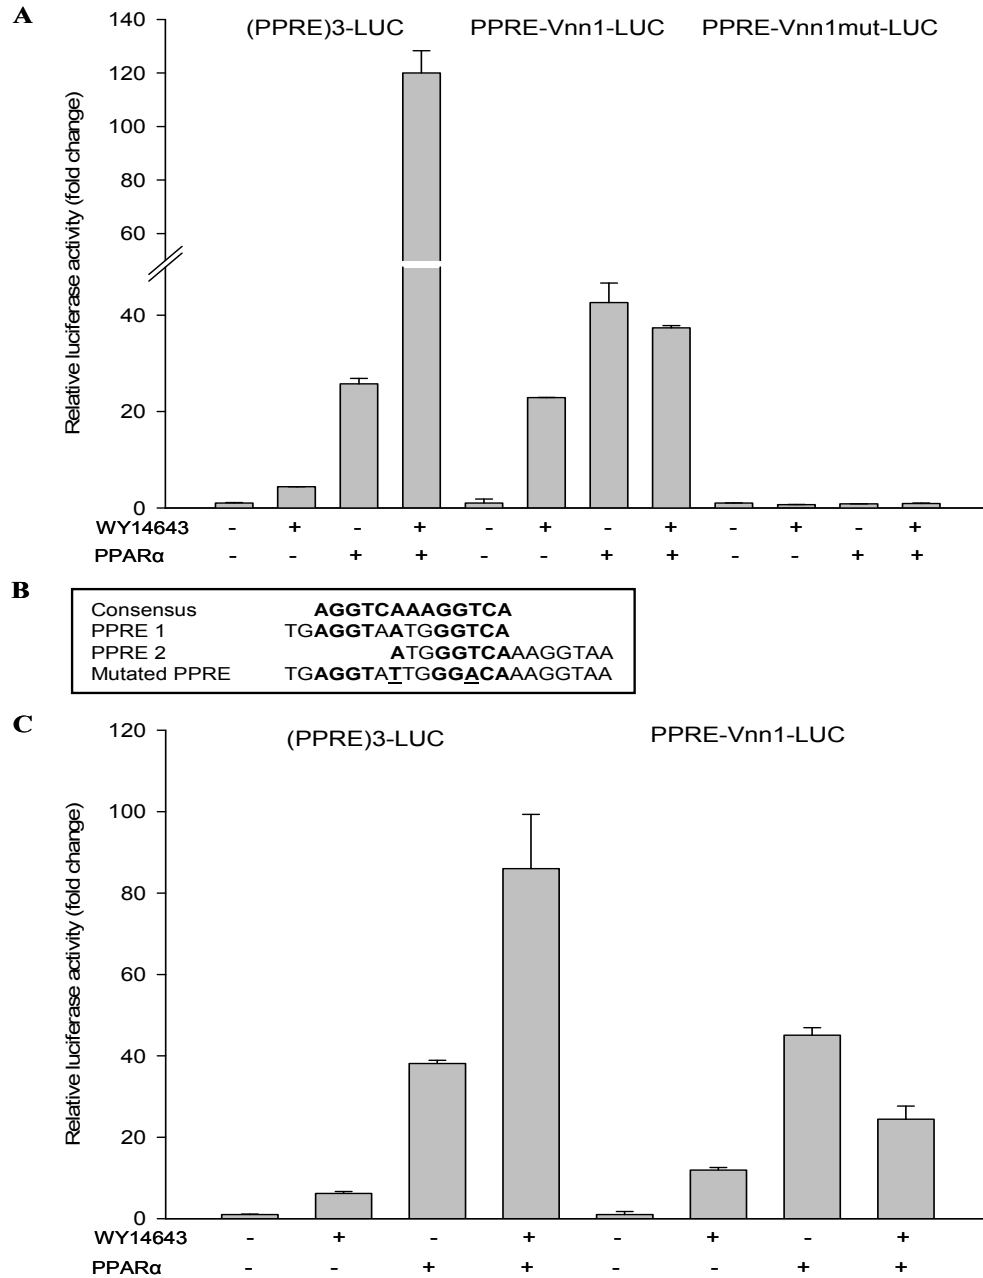 A
(PPRE)3-LUC PPRE-Vnn1-LUC PPRE-Vnn1mut-LUC
Relative luciferase activity (fold change)
140
120
100
80
60
40
20
0
WY14643 - + - + - + - + - + - +
PPARα - - + + - - + + - - + +
B
Consensus AGGTCAAAGGTCA
PPRE 1 TGAGGTAATGGGTCA
PPRE 2 ATGGGTCAAAGGTAA
Mutated PPRE TGAGGTATTGGGACAAAGGTAA
C
(PPRE)3-LUC PPRE-Vnn1-LUC
Relative luciferase activity (fold change)
120
100
80
60
40
20
0
WY14643 - + - + - + - +
PPARα - - + + - - + +